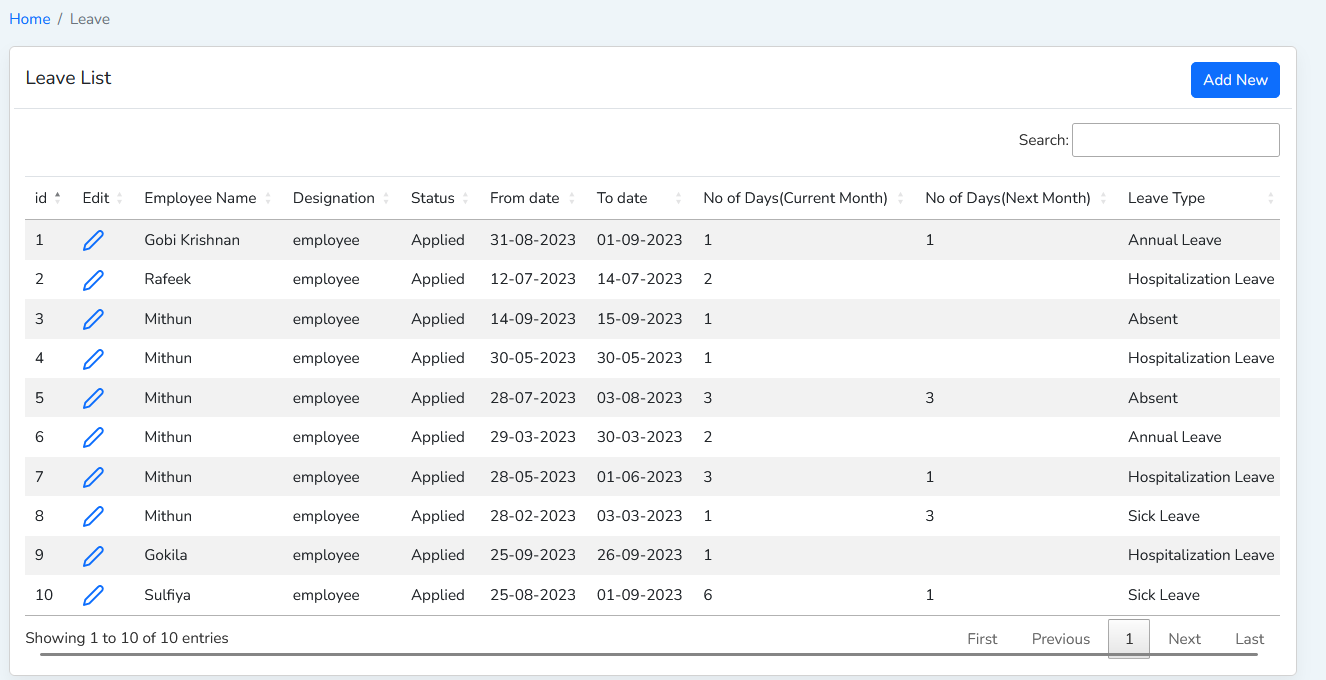 Home / Leave
Leave List
Add New
Search:
id Edit Employee Name Designation Status From date To date No of Days(Current Month) No of Days(Next Month) Leave Type
1 Gobi Krishnan employee Applied 31-08-2023 01-09-2023 1 1 Annual Leave
2 Rafeek employee Applied 12-07-2023 14-07-2023 2 Hospitalization Leave
3 Mithun employee Applied 14-09-2023 15-09-2023 1 Absent
4 Mithun employee Applied 30-05-2023 30-05-2023 1 Hospitalization Leave
5 Mithun employee Applied 28-07-2023 03-08-2023 3 3 Absent
6 Mithun employee Applied 29-03-2023 30-03-2023 2 Annual Leave
7 Mithun employee Applied 28-05-2023 01-06-2023 3 1 Hospitalization Leave
8 Mithun employee Applied 28-02-2023 03-03-2023 1 3 Sick Leave
9 Gokila employee Applied 25-09-2023 26-09-2023 1 Hospitalization Leave
10 Sulfiya employee Applied 25-08-2023 01-09-2023 6 1 Sick Leave
Showing 1 to 10 of 10 entries First Previous 1 Next Last